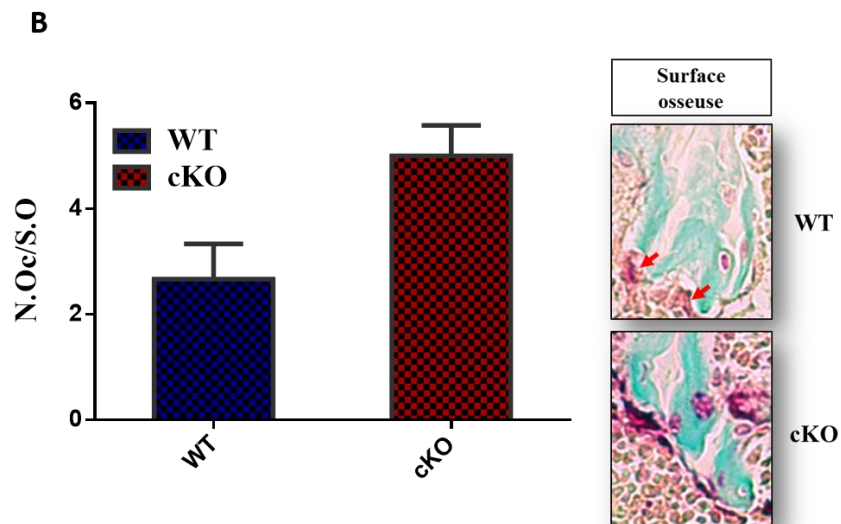 B
Surface
osseuse
N.Oc/S.O
6
4
2
0
WT
cKO
WT
cKO
WT
cKO